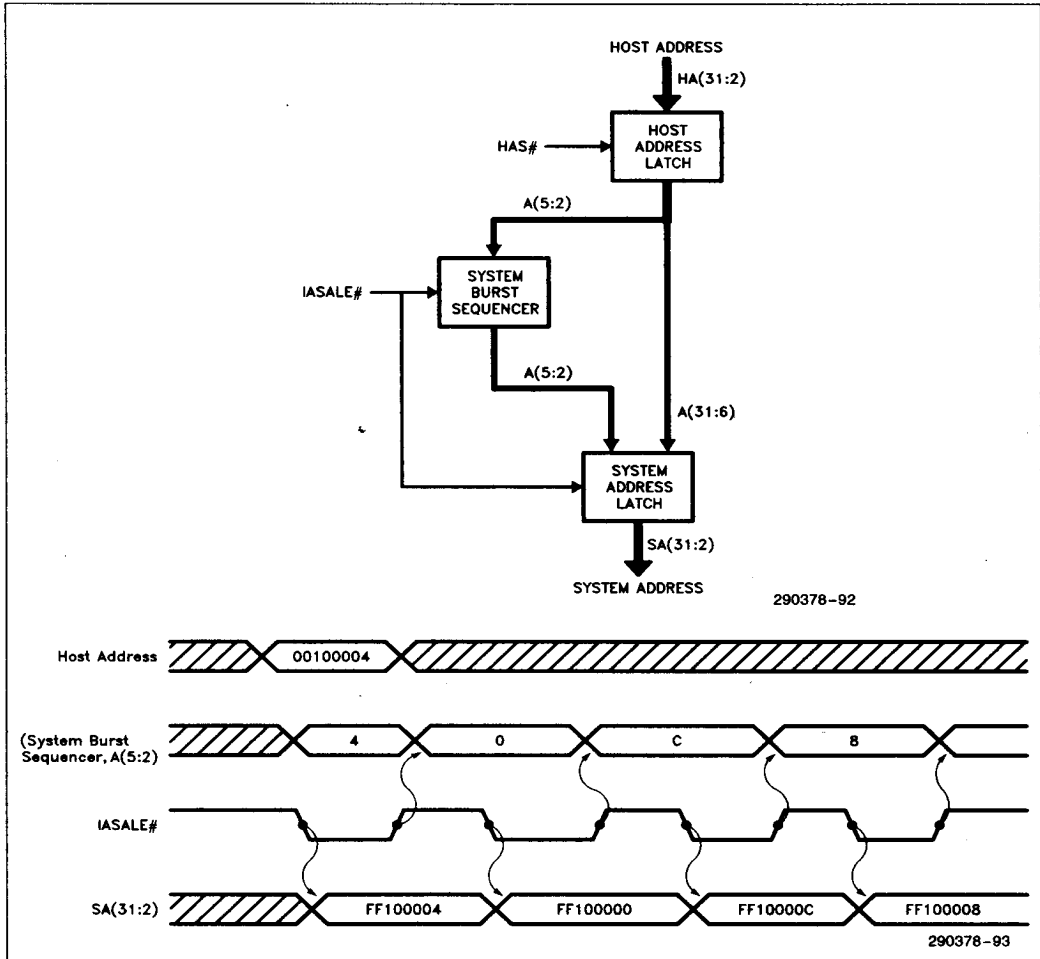 HOST ADDRESS
HA(31:2)
HOST
ADDRESS
LATCH
HAS#
A(5:2)
SYSTEM
BURST
SEQUENCER
IASALE#
A(5:2)
A(31:6)
SYSTEM
ADDRESS
LATCH
SA(31:2)
SYSTEM ADDRESS
290378-92
Host Address
00100004
(System Burst
Sequencer, A(5:2)
4
0
C
8
IASALE#
SA(31:2)
FF100004
FF100000
FF10000C
FF100008
290378-93